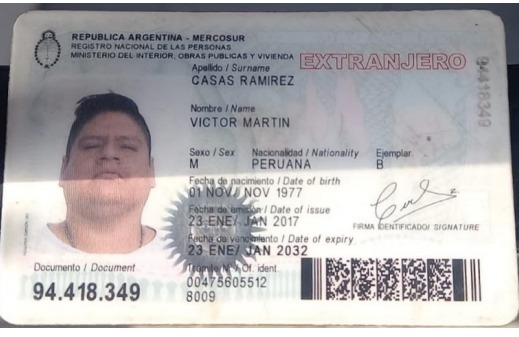 REPUBLICA ARGENTINA - MERCOSUR
REGISTRO NACIONAL DE LAS PERSONAS
MINISTERIO DEL INTERIOR, OBRAS PUBLICAS Y VIVIENDA
EXTRANJERO
Apellido / Surname
CASAS RAMIREZ
Nombre / Name
VICTOR MARTIN
Sexo / Sex Nacionalidad / Nationality Ejemplar
M PERUANA B
Fecha de nacimiento / Date of birth
01 NOV/ NOV 1977
Fecha de emisión / Date of issue
23 ENE/ JAN 2017
FIRMA IDENTIFICADO/ SIGNATURE
Fecha de vencimiento / Date of expiry
23 ENE/ JAN 2032
Documento / Document
94.418.349
Trámite N° / Of. ident.
00475605512
8009
94418349